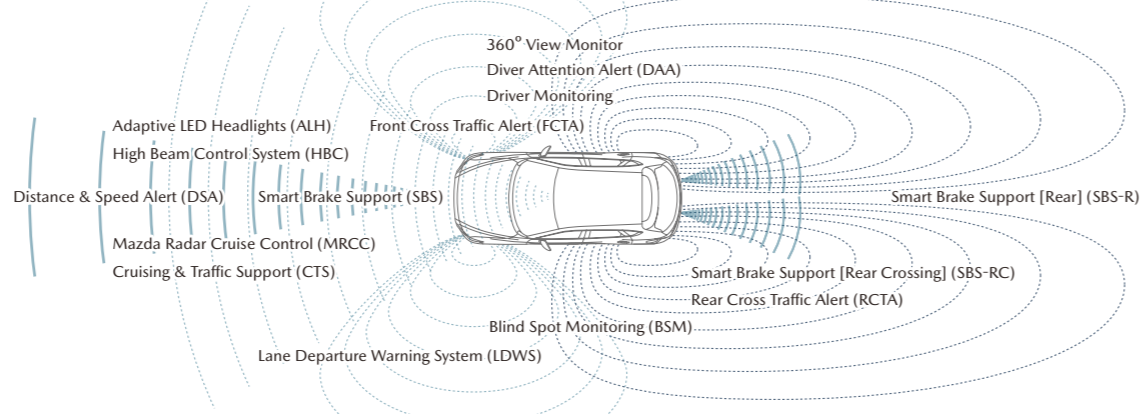 360° View Monitor
Diver Attention Alert (DAA)
Driver Monitoring
Adaptive LED Headlights (ALH)
Front Cross Traffic Alert (FCTA)
High Beam Control System (HBC)
Distance & Speed Alert (DSA)
Smart Brake Support (SBS)
Smart Brake Support [Rear] (SBS-R)
Mazda Radar Cruise Control (MRCC)
Cruising & Traffic Support (CTS)
Smart Brake Support [Rear Crossing] (SBS-RC)
Rear Cross Traffic Alert (RCTA)
Blind Spot Monitoring (BSM)
Lane Departure Warning System (LDWS)